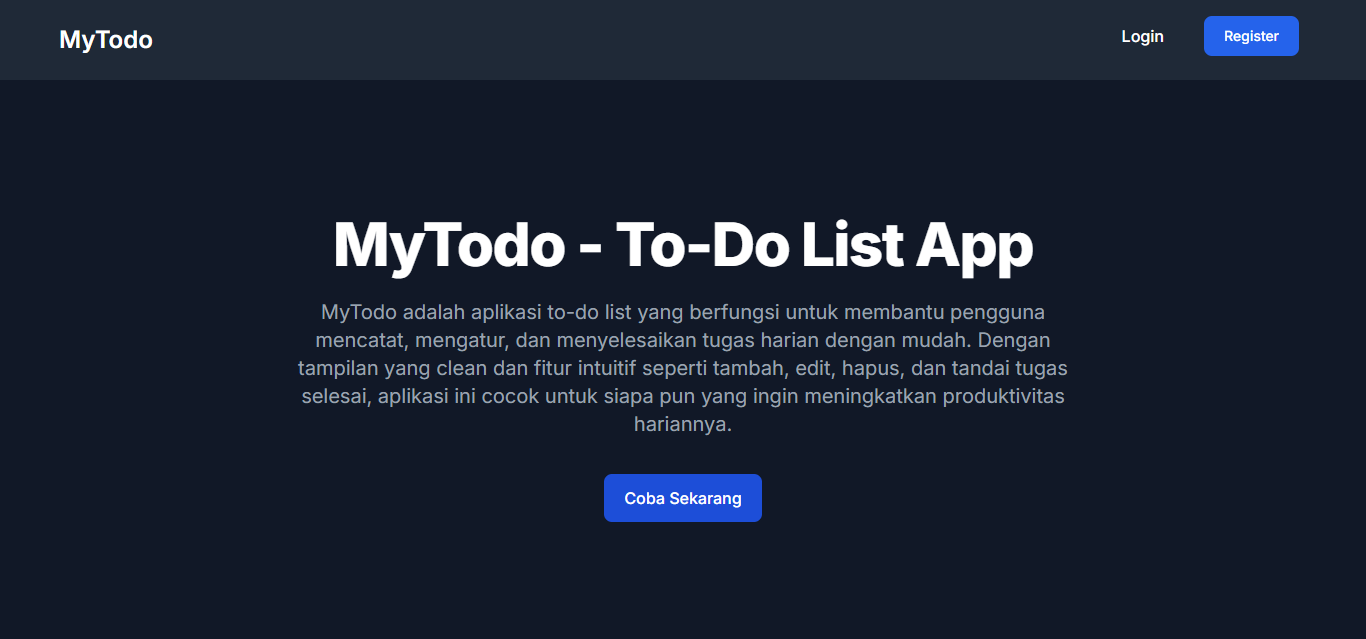 MyTodo
Login
Register
MyTodo - To-Do List App
MyTodo adalah aplikasi to-do list yang berfungsi untuk membantu pengguna
mencatat, mengatur, dan menyelesaikan tugas harian dengan mudah. Dengan
tampilan yang clean dan fitur intuitif seperti tambah, edit, hapus, dan tandai tugas
selesai, aplikasi ini cocok untuk siapa pun yang ingin meningkatkan produktivitas
hariannya.
Coba Sekarang